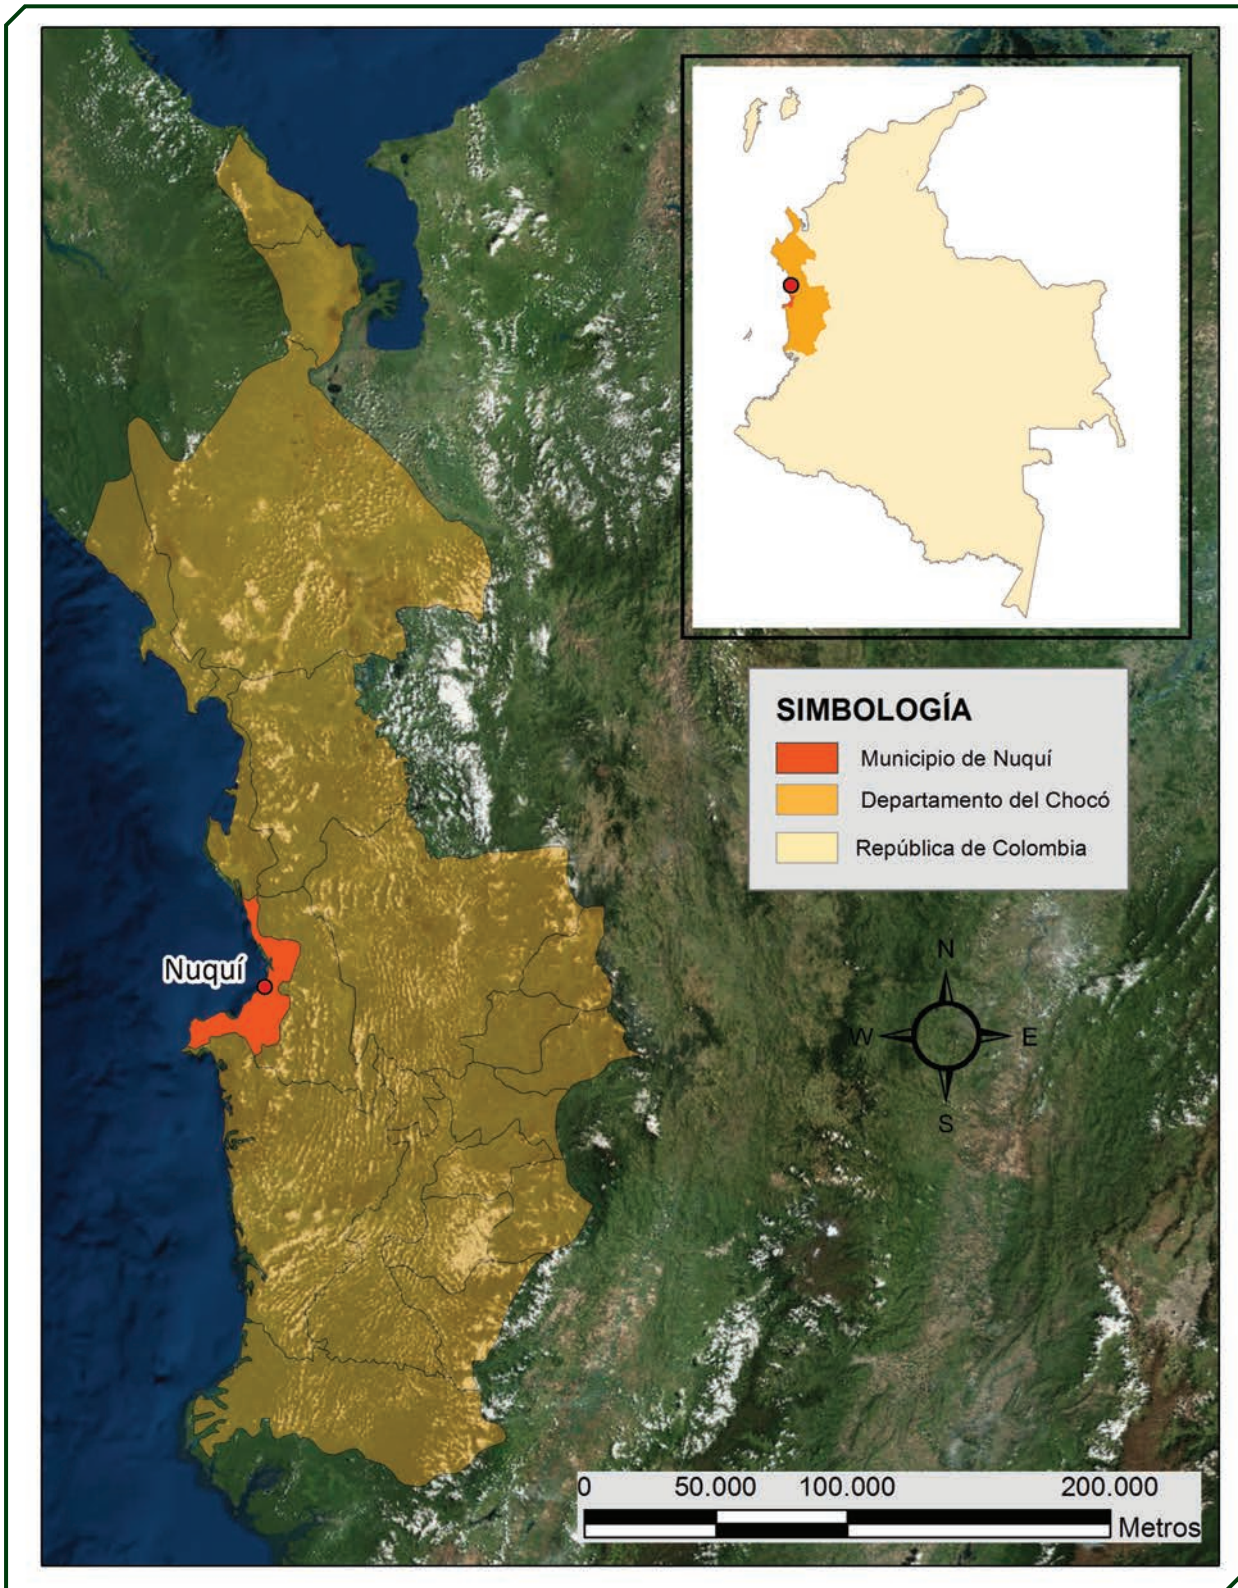 SIMBOLOGÍA
Municipio de Nuquí
Departamento del Chocó
República de Colombia
Nuquí
N
W E
S
0 50.000 100.000 200.000
Metros